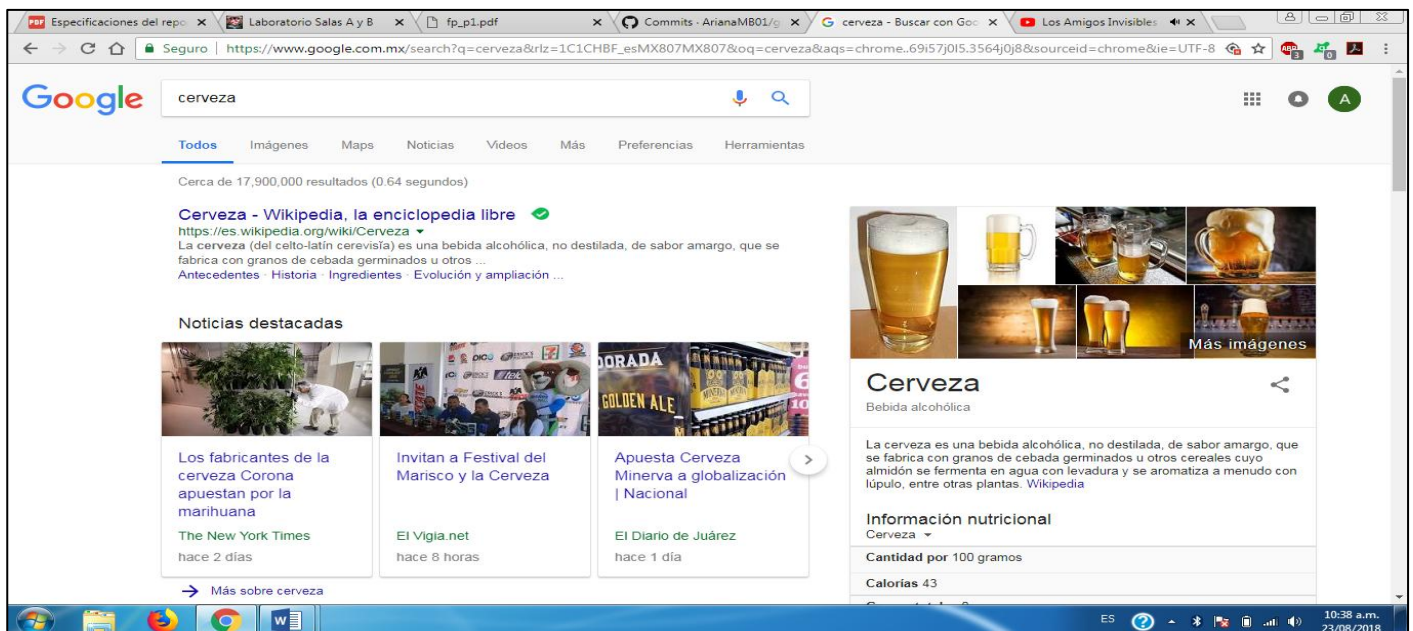 Especificaciones del repo
Laboratorio Salas A y B
fp_p1.pdf
Commits · ArianaMB01/g
cerveza - Buscar con Goo
Los Amigos Invisibles
Seguro | https://www.google.com.mx/search?q=cerveza&rlz=1C1CHBF_esMX807MX807&oq=cerveza&aqs=chrome..69i57j0l5.3564j0j8&sourceid=chrome&ie=UTF-8
Google
cerveza
A
Todos Imágenes Maps Noticias Videos Más Preferencias Herramientas
Cerca de 17,900,000 resultados (0.64 segundos)
Cerveza - Wikipedia, la enciclopedia libre
https://es.wikipedia.org/wiki/Cerveza
La cerveza (del celto-latín cerevisĭa) es una bebida alcohólica, no destilada, de sabor amargo, que se
fabrica con granos de cebada germinados u otros ...
Antecedentes · Historia · Ingredientes · Evolución y ampliación ...
Noticias destacadas
DORADA
GOLDEN ALE
Los fabricantes de la
cerveza Corona
apuestan por la
marihuana
The New York Times
hace 2 días
Invitan a Festival del
Marisco y la Cerveza
El Vigia.net
hace 8 horas
Apuesta Cerveza
Minerva a globalización
| Nacional
El Diario de Juárez
hace 1 día
Más sobre cerveza
Más imágenes
Cerveza
Bebida alcohólica
La cerveza es una bebida alcohólica, no destilada, de sabor amargo, que
se fabrica con granos de cebada germinados u otros cereales cuyo
almidón se fermenta en agua con levadura y se aromatiza a menudo con
lúpulo, entre otras plantas. Wikipedia
Información nutricional
Cerveza
Cantidad por 100 gramos
Calorías 43
ES
10:38 a.m.
23/08/2018